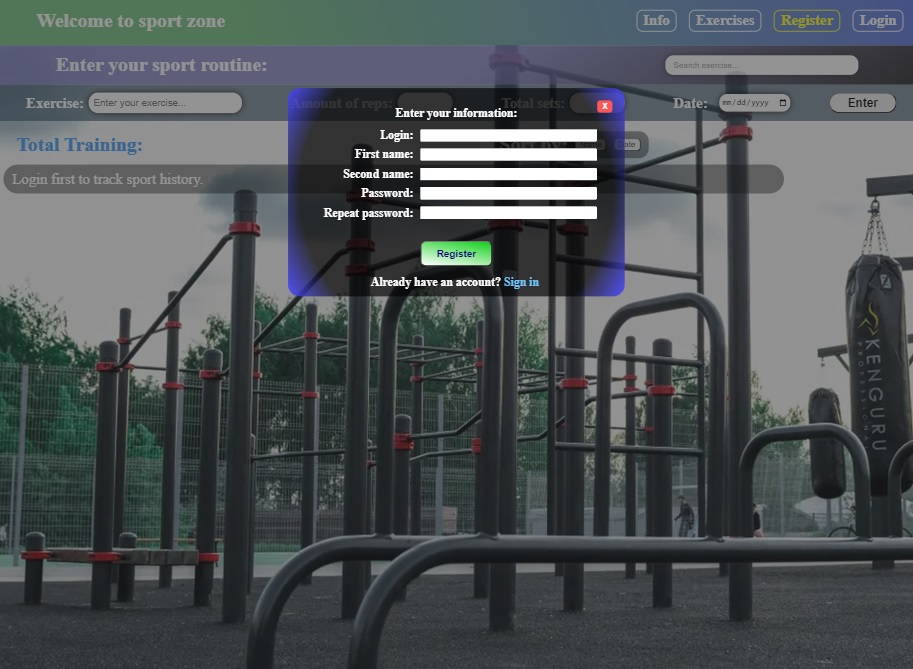 Welcome to sport zone
Info Exercises Register Login
Enter your sport routine:
Search exercise...
Exercise: Enter your exercise... Amount of reps: Total sets: Date: mm/dd/yyyy Enter
Enter your information: x
Login:
First name:
Second name:
Password:
Repeat password:
Register
Already have an account? Sign in
Total Training:
Sort by:
Login first to track sport history.
KENGURU
PROFESSIONAL